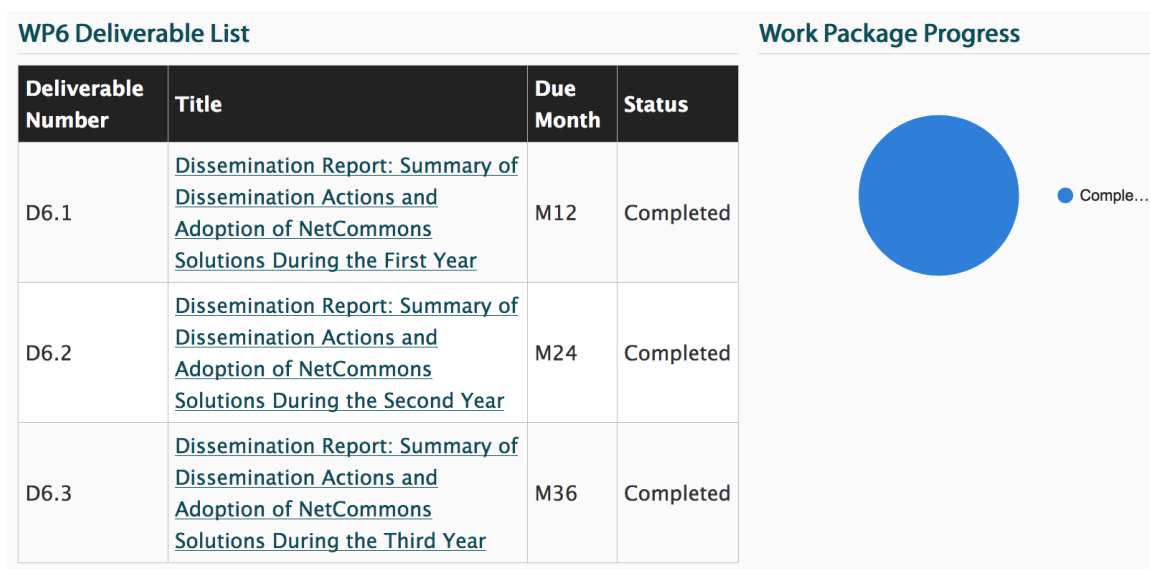 WP6 Deliverable List
Deliverable
Number
Title
Due
Month
Status
D6.1
Dissemination Report: Summary of
Dissemination Actions and
Adoption of NetCommons
Solutions During the First Year
M12
Completed
D6.2
Dissemination Report: Summary of
Dissemination Actions and
Adoption of NetCommons
Solutions During the Second Year
M24
Completed
D6.3
Dissemination Report: Summary of
Dissemination Actions and
Adoption of NetCommons
Solutions During the Third Year
M36
Completed
Work Package Progress
Comple...